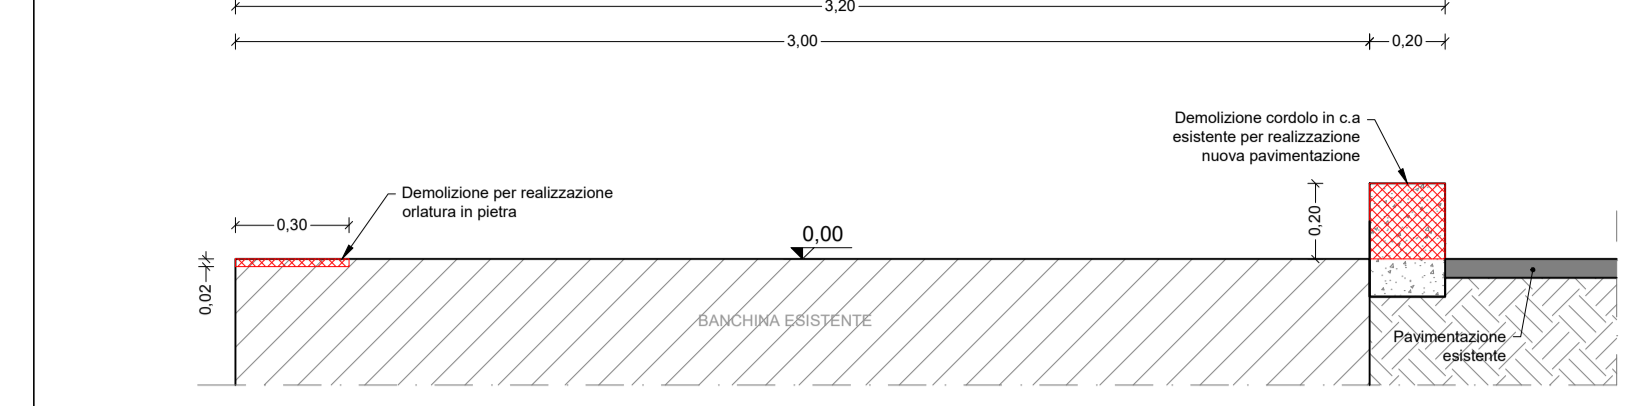 3,20
3,00
0,20
Demolizione cordolo in c.a
esistente per realizzazione
nuova pavimentazione
Demolizione per realizzazione
orlatura in pietra
0,30
0,20
0,00
0,02
BANCHINA ESISTENTE
Pavimentazione
esistente